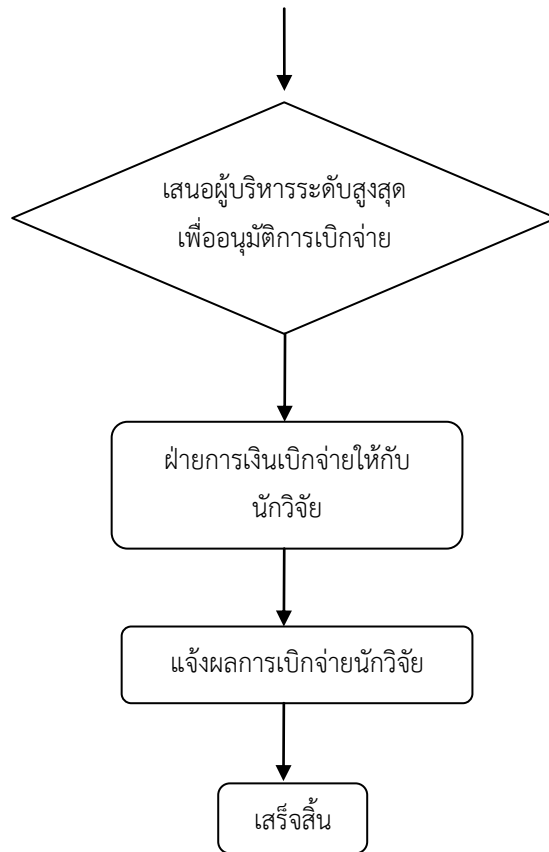 เสนอผู้บริหารระดับสูงสุด
เพื่ออนุมัติการเบิกจ่าย
ฝ่ายการเงินเบิกจ่ายให้กับ
นักวิจัย
แจ้งผลการเบิกจ่ายนักวิจัย
เสร็จสิ้น